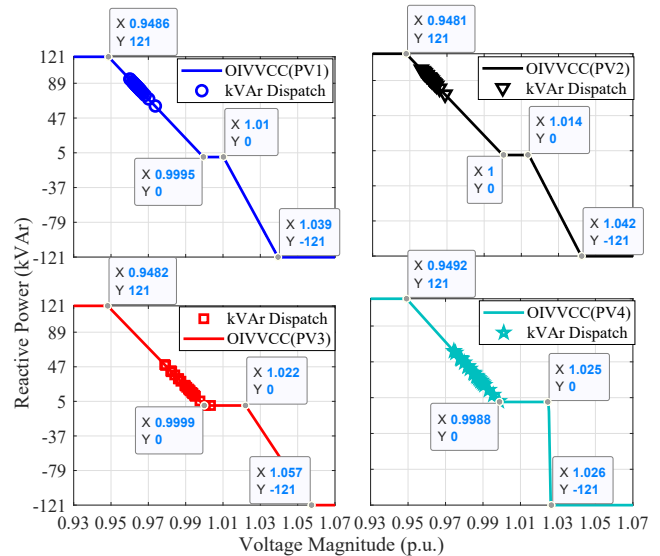 X 0.9486
Y 121
OIVVCC(PV1)
kVAr Dispatch
X 1.01
Y 0
X 0.9995
Y 0
X 1.039
Y -121
121
89
47
5
-37
-79
-121
X 0.9481
Y 121
OIVVCC(PV2)
kVAr Dispatch
X 1.014
Y 0
X 1
Y 0
X 1.042
Y -121
Reactive Power (kVAr)
X 0.9482
Y 121
kVAr Dispatch
OIVVCC(PV3)
X 1.022
Y 0
X 0.9999
Y 0
X 1.057
Y -121
121
89
47
5
-37
-79
-121
0.93 0.95 0.97 0.99 1.01 1.03 1.05 1.07
X 0.9492
Y 121
OIVVCC(PV4)
kVAr Dispatch
X 1.025
Y 0
X 0.9988
Y 0
X 1.026
Y -121
0.93 0.95 0.97 0.99 1.01 1.03 1.05 1.07
Voltage Magnitude (p.u.)